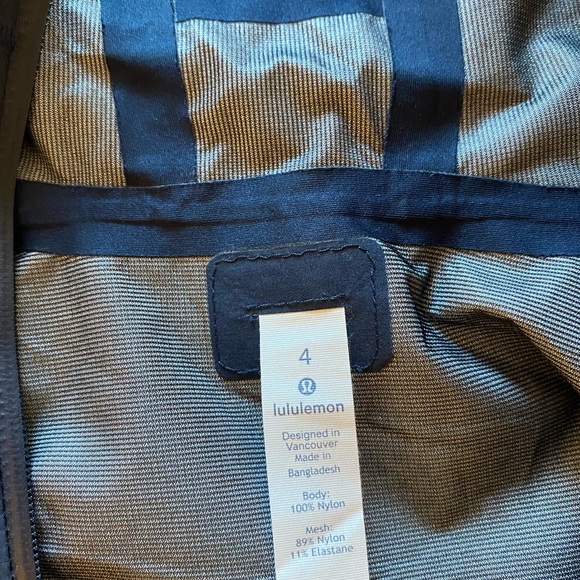 4
lululemon
Designed in
Vancouver
Made in
Bangladesh
Body:
100% Nylon
Mesh:
89% Nylon
11% Elastane